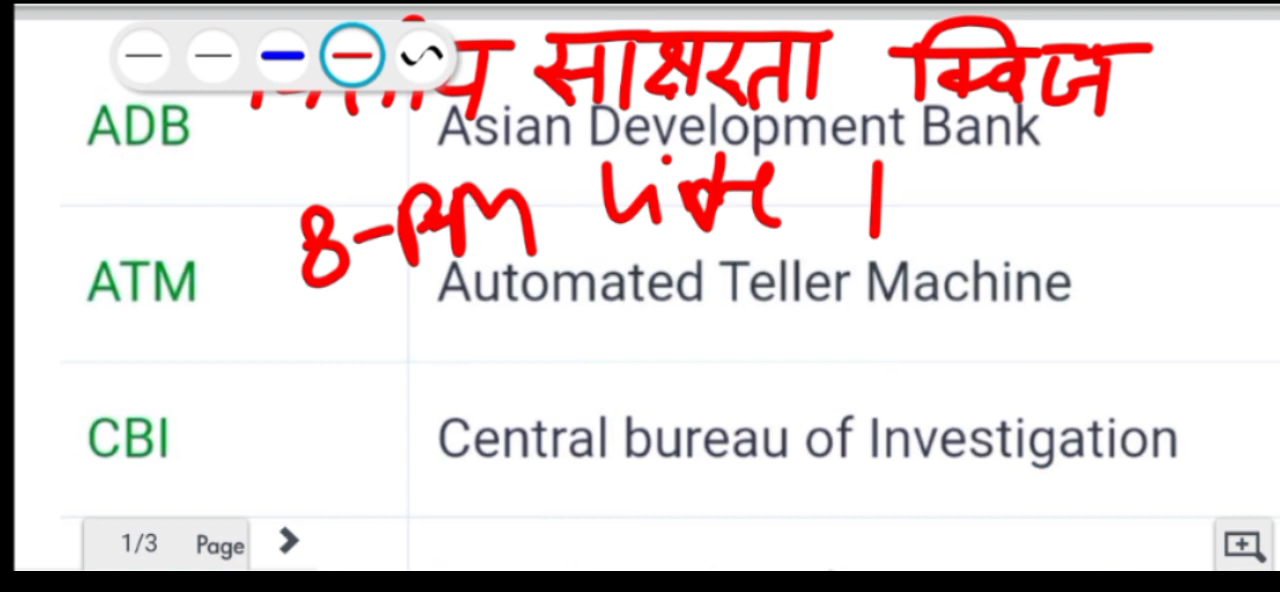 साक्षरता क्विज
ADB Asian Development Bank
8-PM live
ATM Automated Teller Machine
CBI Central bureau of Investigation
1/3 Page